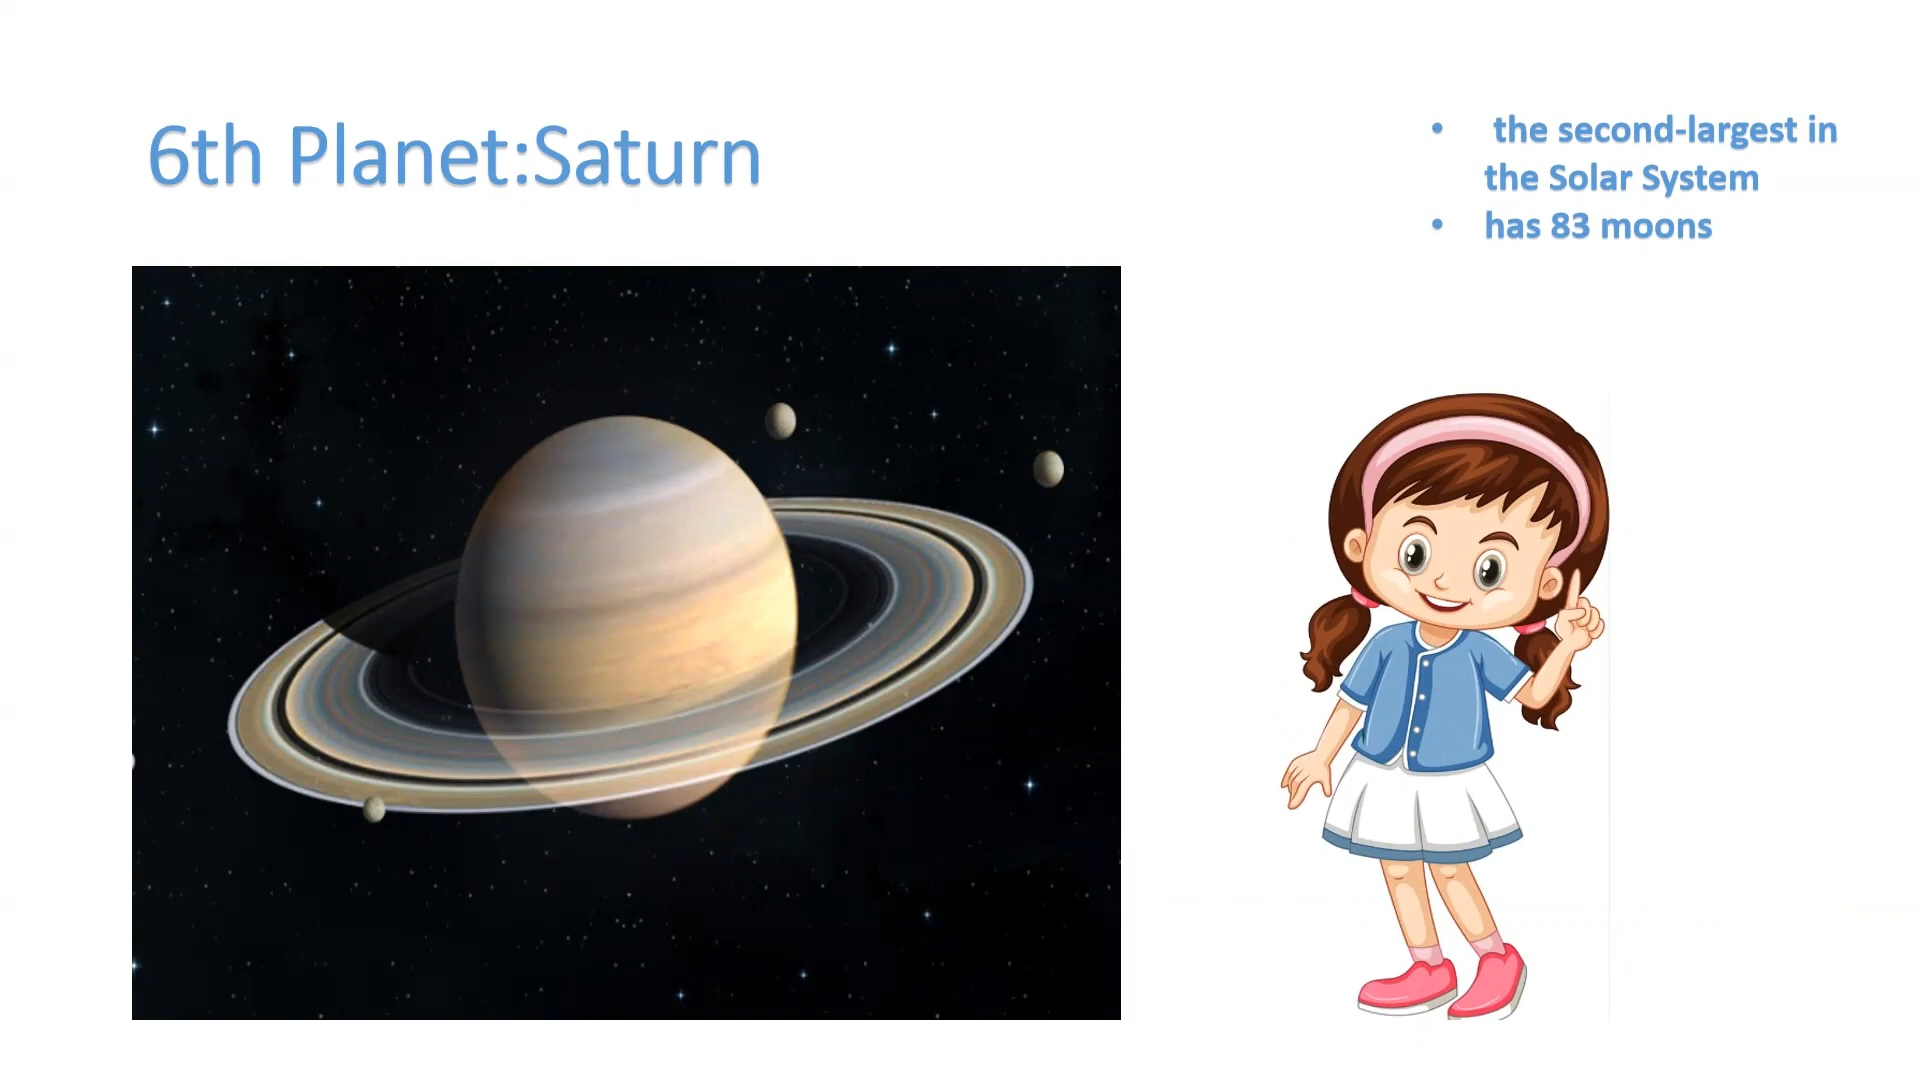 6th Planet:Saturn
• the second-largest in
the Solar System
• has 83 moons